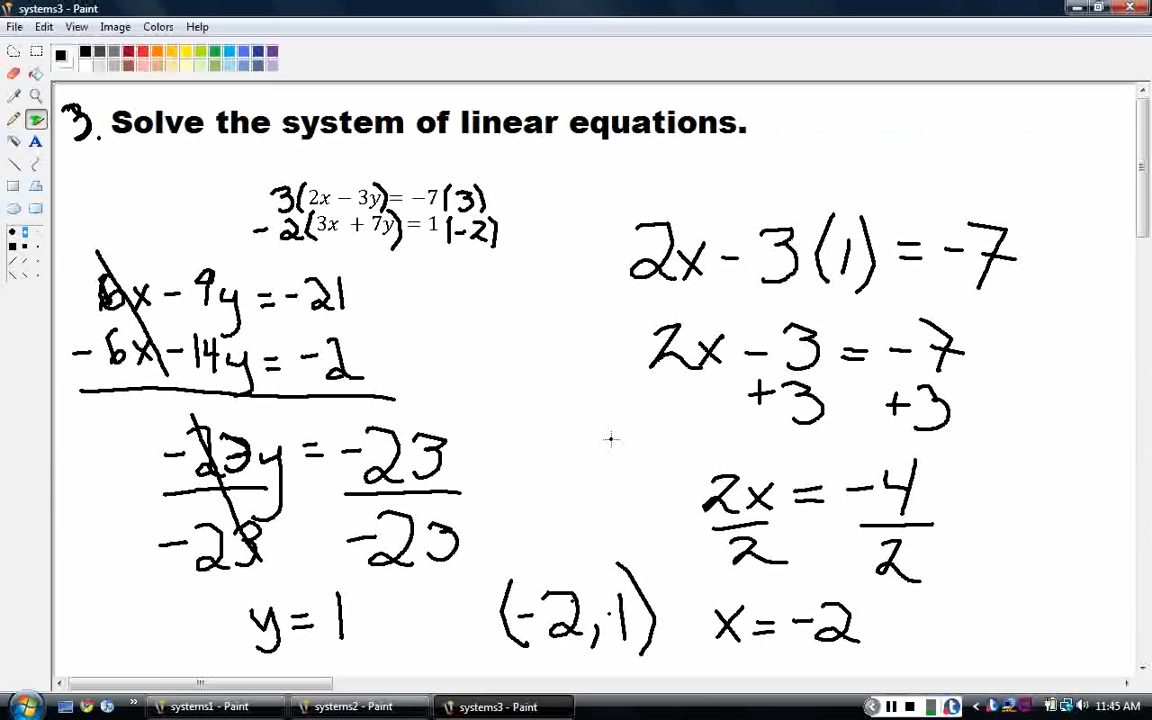 systems3 - Paint
File Edit View Image Colors Help
3. Solve the system of linear equations.
3(2x − 3y) = −7(3)
-2(3x + 7y) = 1(-2)
6x - 9y = -21
-6x - 14y = -2
-23y = -23
-23 -23
y = 1
2x - 3(1) = -7
2x - 3 = -7
+3 +3
2x = -4
2 2
x = -2
(-2, 1)
systems1 - Paint systems2 - Paint systems3 - Paint 11:45 AM